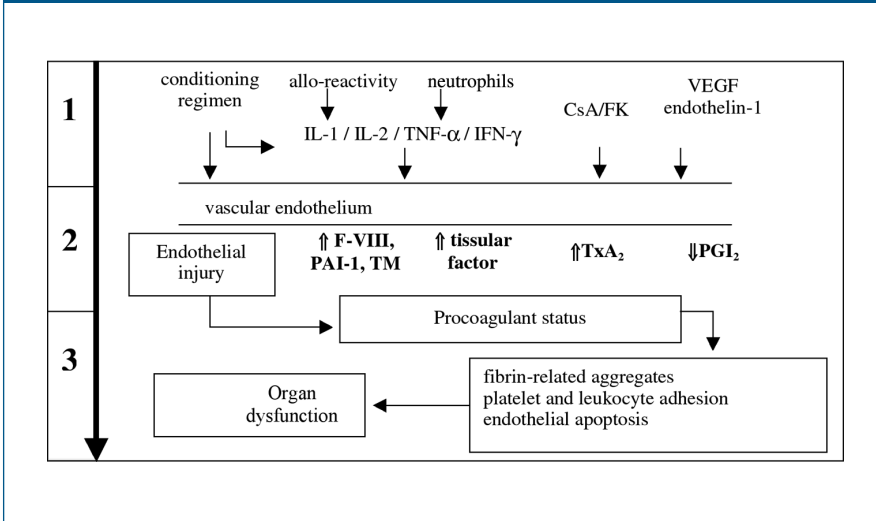 1
conditioning
regimen
allo-reactivity
neutrophils
IL-1 / IL-2 / TNF-α / IFN-γ
CsA/FK
VEGF
endothelin-1
vascular endothelium
2
Endothelial
injury
⇑ F-VIII,
PAI-1, TM
⇑ tissular
factor
⇑TxA₂
⇓PGI₂
Procoagulant status
3
fibrin-related aggregates
platelet and leukocyte adhesion
endothelial apoptosis
Organ
dysfunction